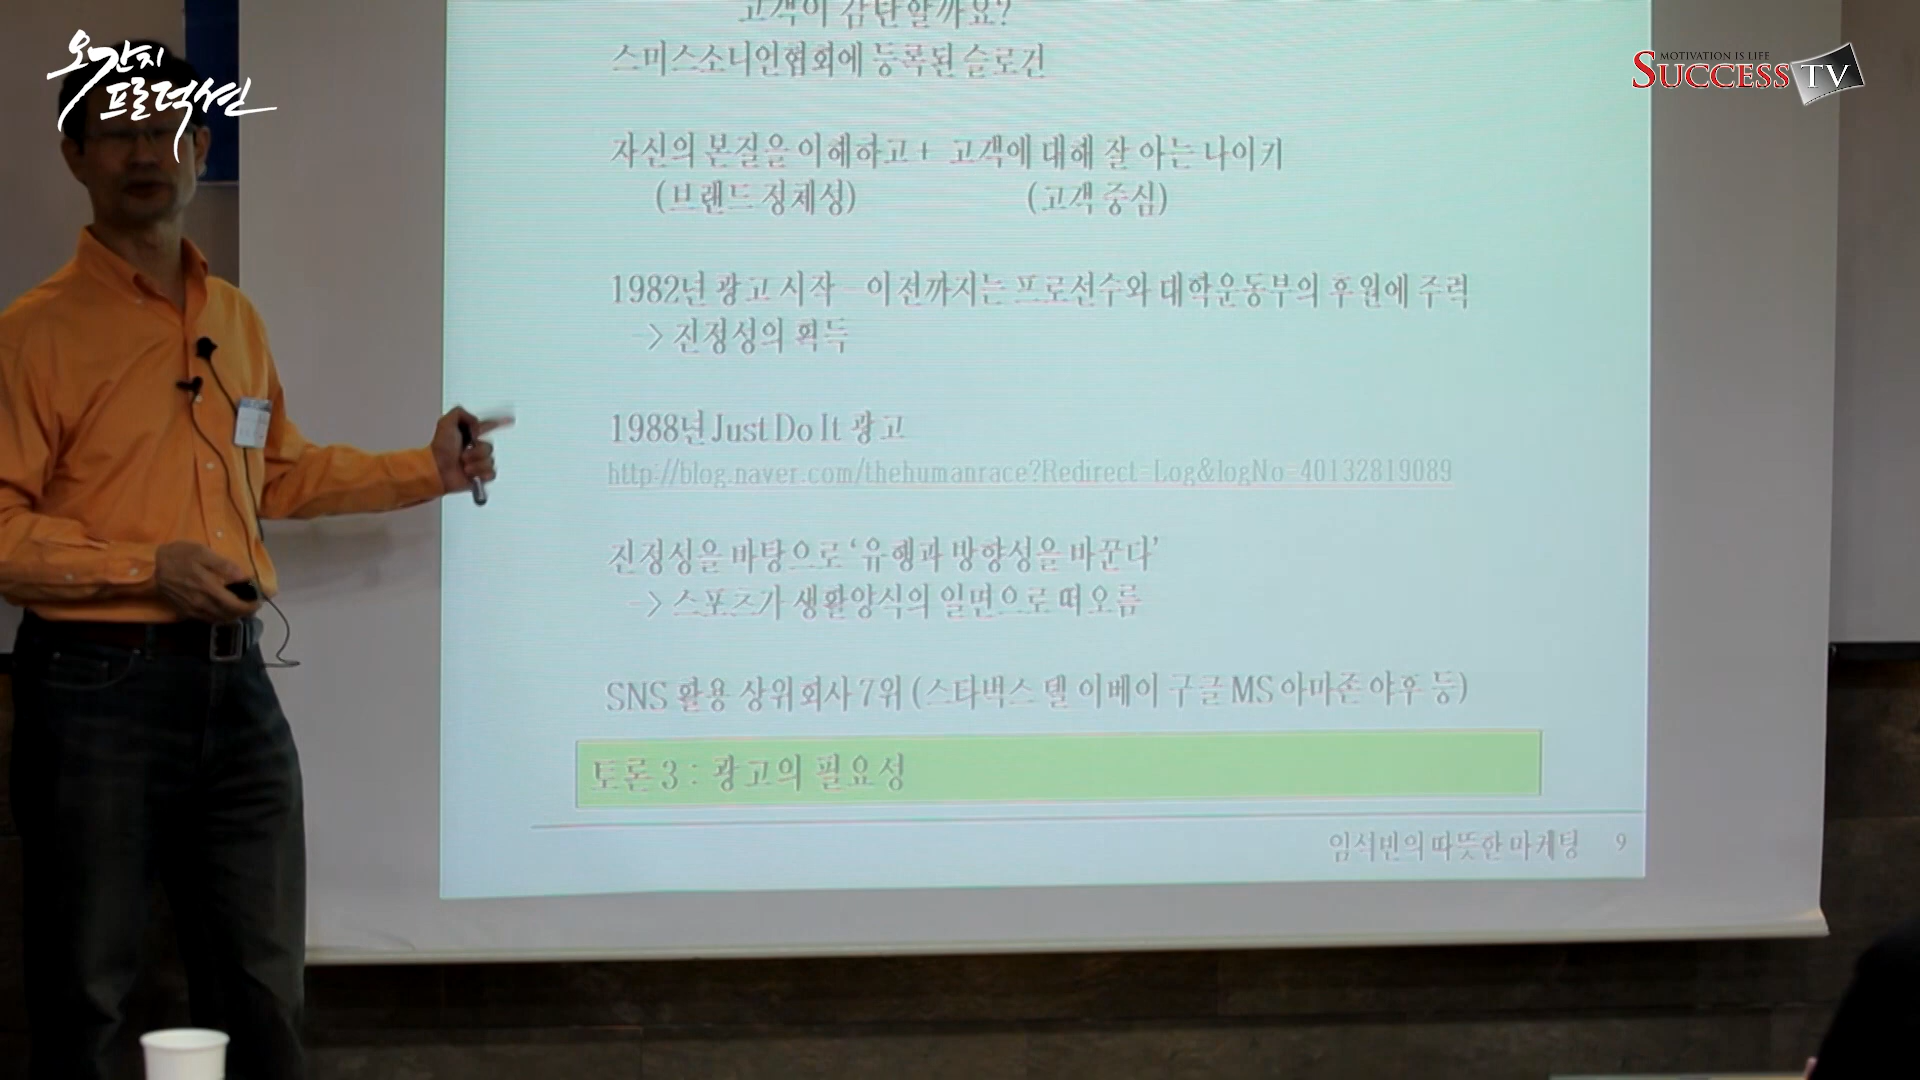 오간지
프로덕션
MOTIVATION IS LIFE
SUCCESS TV
고객이 감탄할까요?
스미스소니언협회에 등록된 슬로건
자신의 본질을 이해하고 + 고객에 대해 잘 아는 나이키
(브랜드 정체성) (고객 중심)
1982년 광고 시작 이전까지는 프로선수와 대학운동부의 후원에 주력
-> 진정성의 획득
1988년 Just Do It 광고
http://blog.naver.com/thehumanrace?Redirect=Log&logNo=40132819089
진정성을 바탕으로 ‘유행과 방향성을 바꾼다’
-> 스포츠가 생활양식의 일면으로 떠오름
SNS 활용 상위회사 7위 (스타벅스 델 이베이 구글 MS 아마존 야후 등)
토론 3 : 광고의 필요성
임석빈의 따뜻한 마케팅 9